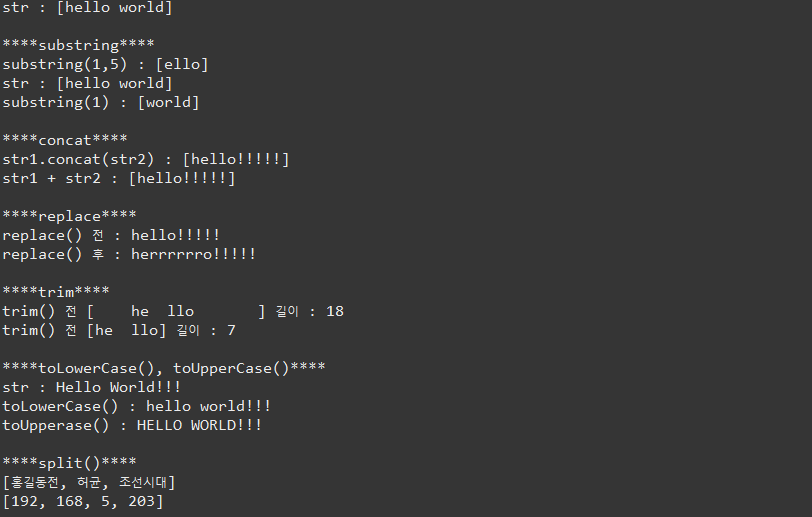 str : [hello world]

****substring****
substring(1,5) : [ello]
str : [hello world]
substring(1) : [world]

****concat****
str1.concat(str2) : [hello!!!!!]
str1 + str2 : [hello!!!!!]

****replace****
replace() 전 : hello!!!!!
replace() 후 : herrrrrro!!!!!

****trim****
trim() 전 [    he  llo       ] 길이 : 18
trim() 전 [he  llo] 길이 : 7

****toLowerCase(), toUpperCase()****
str : Hello World!!!
toLowerCase() : hello world!!!
toUpperase() : HELLO WORLD!!!

****split()****
[홍길동전, 허균, 조선시대]
[192, 168, 5, 203]